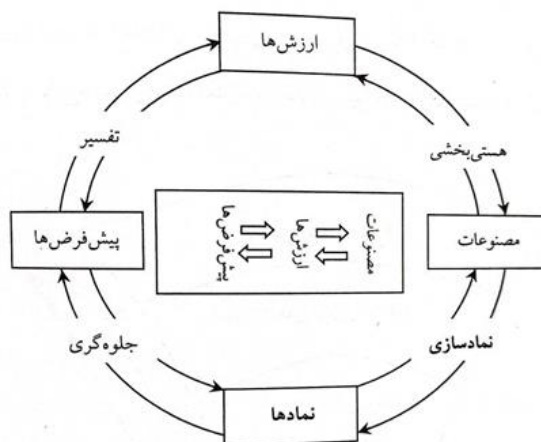 ارزش‌ها
تفسیر
هستی‌بخشی
پیش‌فرض‌ها
مصنوعات
ارزش‌ها
پیش‌فرض‌ها
مصنوعات
جلوه‌گری
نمادسازی
نمادها